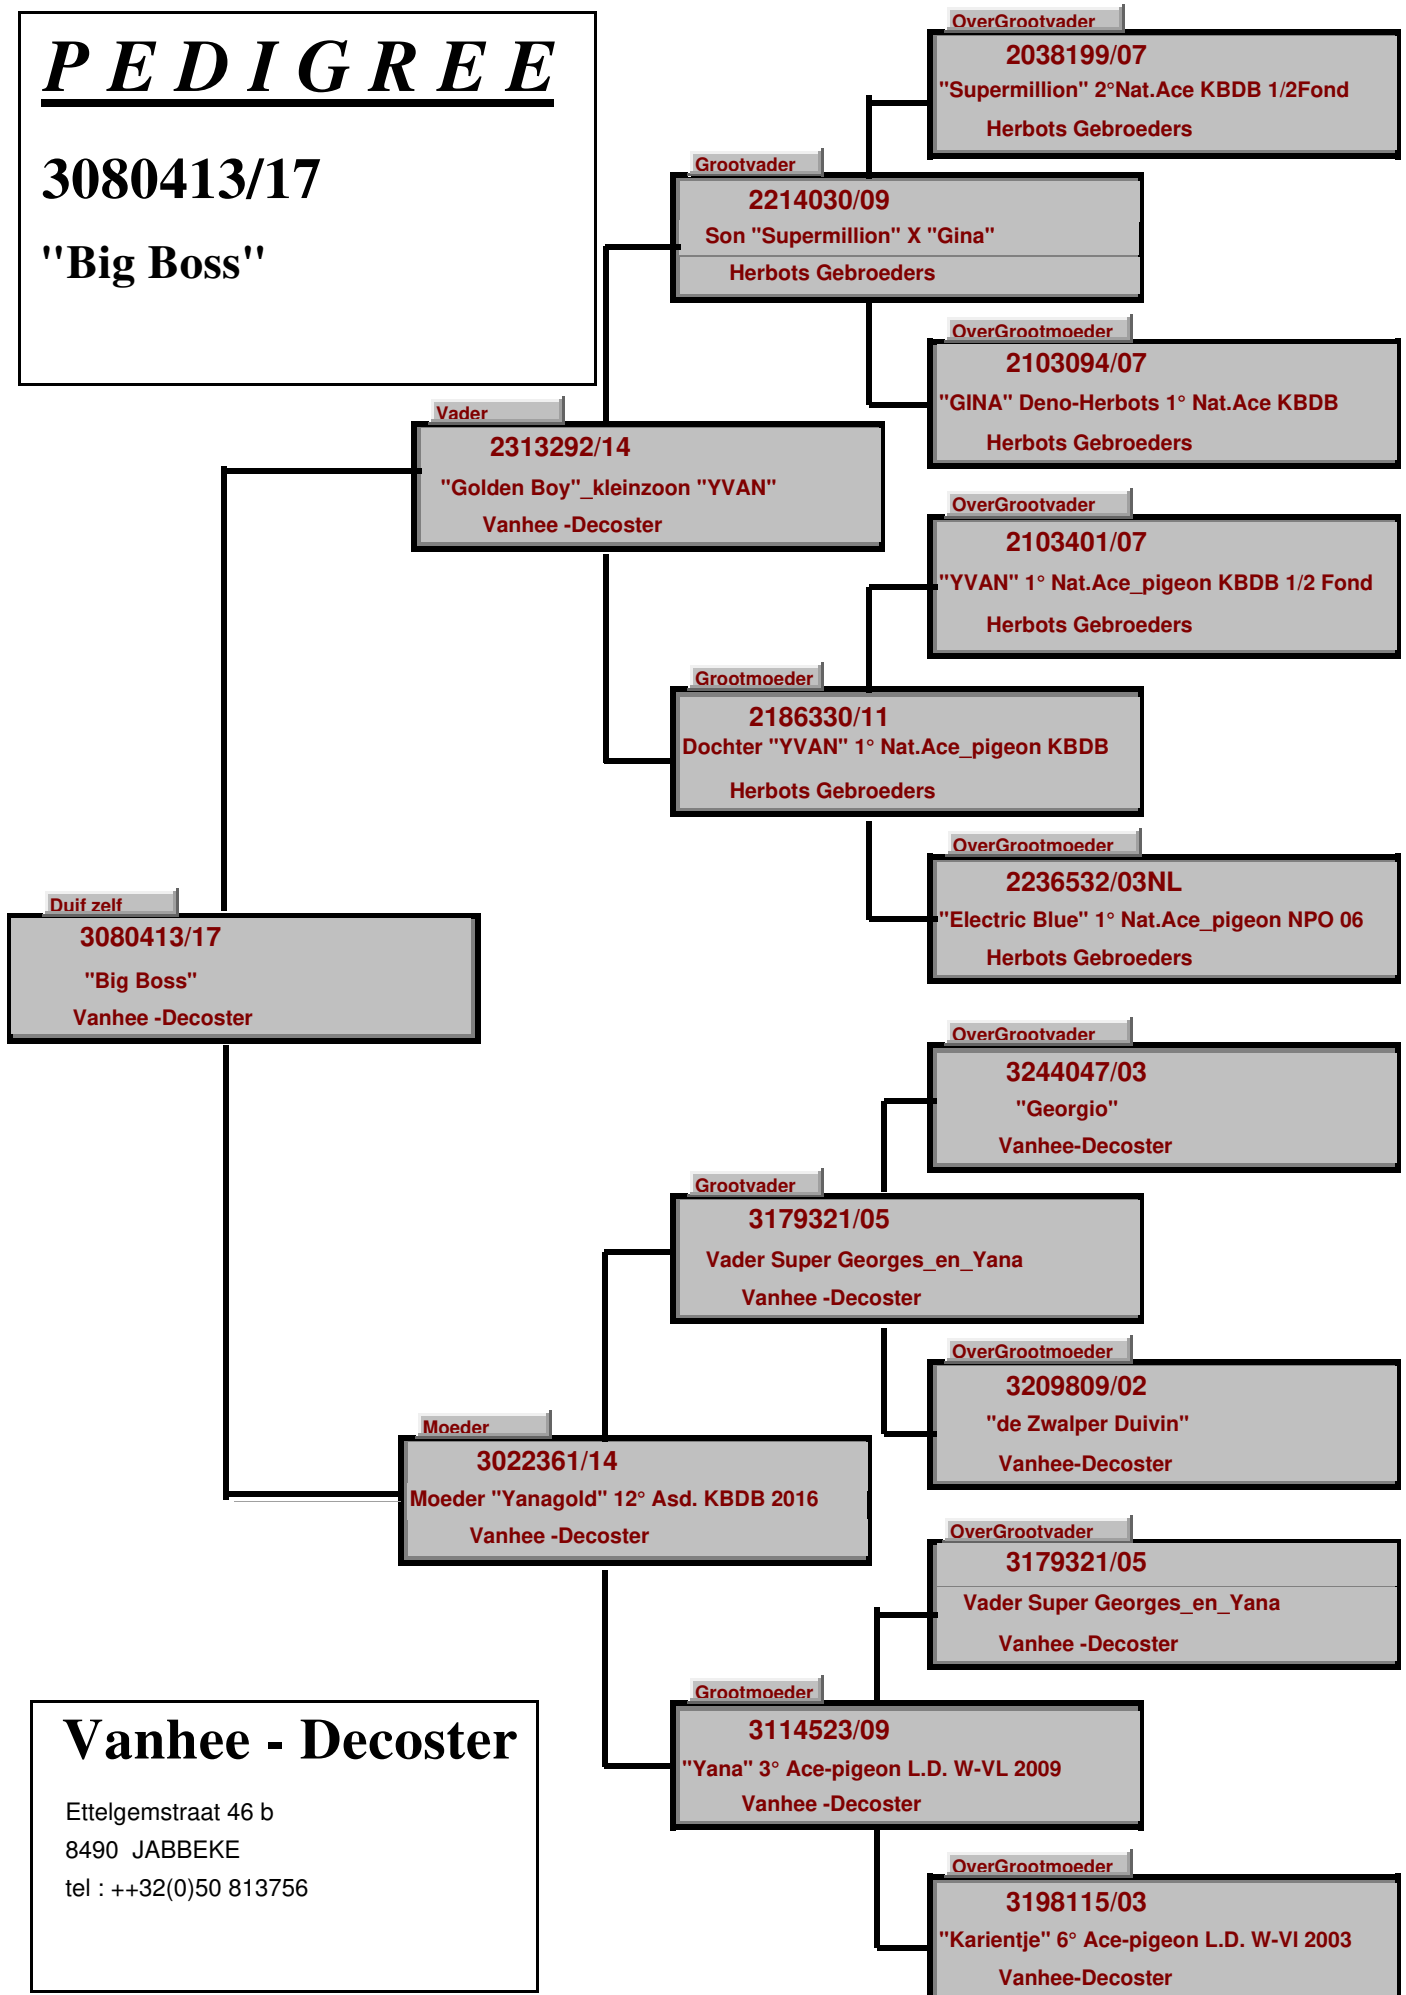 P E D I G R E E
3080413/17
"Big Boss"
OverGrootvader
2038199/07
"Supermillion" 2°Nat.Ace KBDB 1/2Fond
Herbots Gebroeders
Grootvader
2214030/09
Son "Supermillion" X "Gina"
Herbots Gebroeders
OverGrootmoeder
2103094/07
"GINA" Deno-Herbots 1° Nat.Ace KBDB
Herbots Gebroeders
Vader
2313292/14
"Golden Boy"_kleinzoon "YVAN"
Vanhee -Decoster
OverGrootvader
2103401/07
"YVAN" 1° Nat.Ace_pigeon KBDB 1/2 Fond
Herbots Gebroeders
Grootmoeder
2186330/11
Dochter "YVAN" 1° Nat.Ace_pigeon KBDB
Herbots Gebroeders
OverGrootmoeder
2236532/03NL
"Electric Blue" 1° Nat.Ace_pigeon NPO 06
Herbots Gebroeders
Duif zelf
3080413/17
"Big Boss"
Vanhee -Decoster
OverGrootvader
3244047/03
"Georgio"
Vanhee-Decoster
Grootvader
3179321/05
Vader Super Georges_en_Yana
Vanhee -Decoster
OverGrootmoeder
3209809/02
"de Zwalper Duivin"
Vanhee-Decoster
Moeder
3022361/14
Moeder "Yanagold" 12° Asd. KBDB 2016
Vanhee -Decoster
OverGrootvader
3179321/05
Vader Super Georges_en_Yana
Vanhee -Decoster
Grootmoeder
3114523/09
"Yana" 3° Ace-pigeon L.D. W-VL 2009
Vanhee -Decoster
OverGrootmoeder
3198115/03
"Karientje" 6° Ace-pigeon L.D. W-Vl 2003
Vanhee-Decoster
Vanhee - Decoster
Ettelgemstraat 46 b
8490 JABBEKE
tel : ++32(0)50 813756